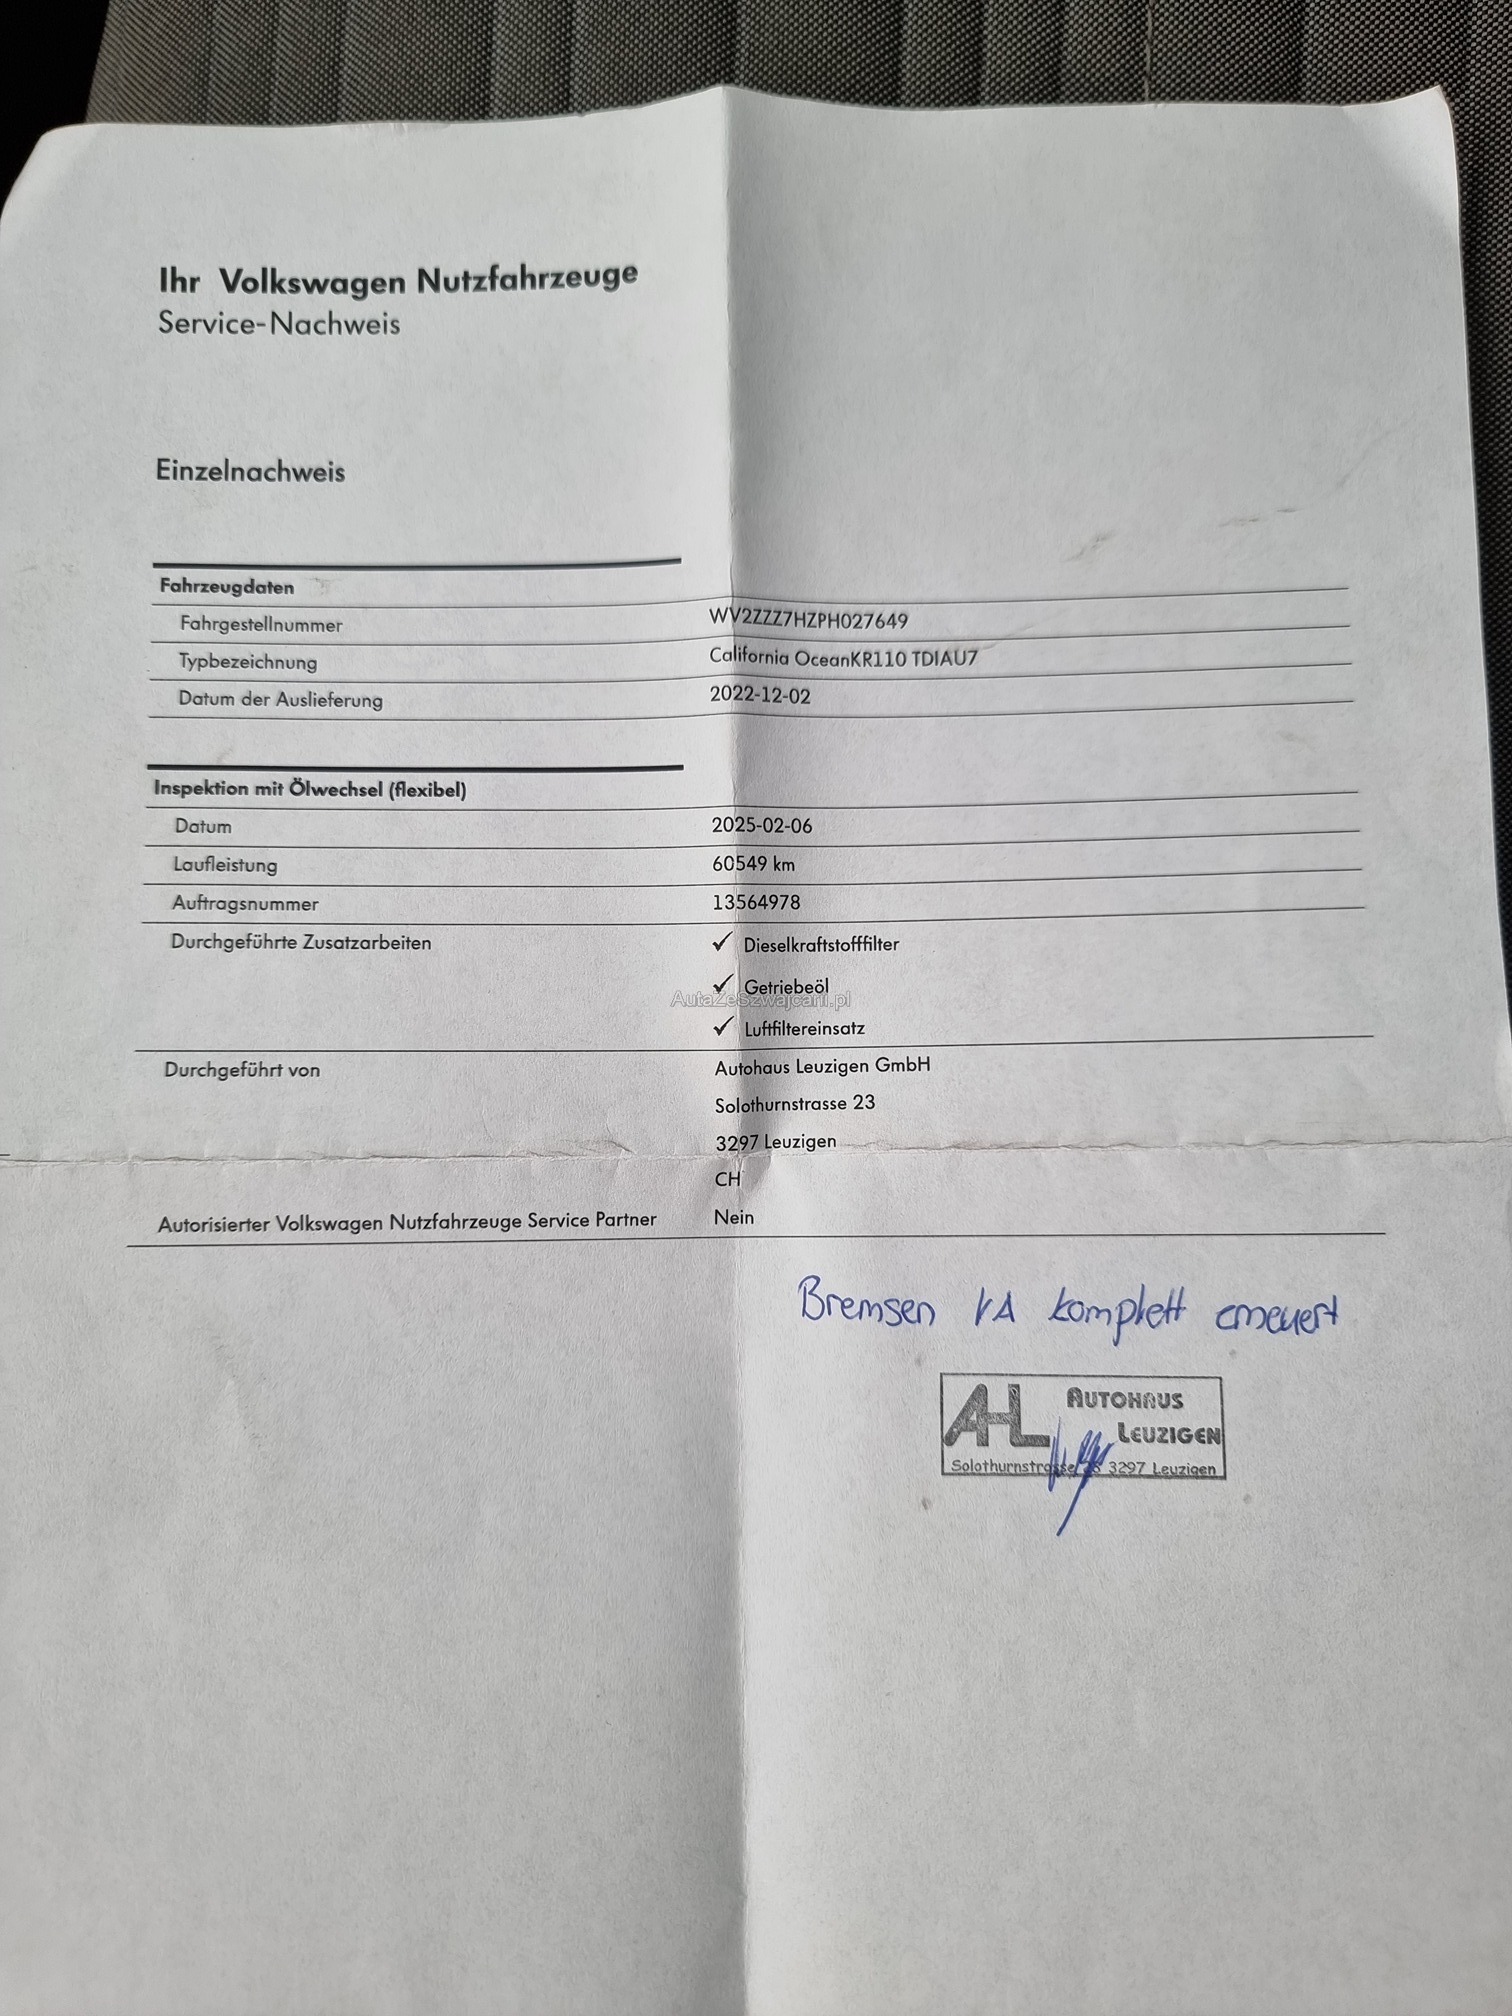 Ihr Volkswagen Nutzfahrzeuge
Service-Nachweis
Einzelnachweis
Fahrzeugdaten
Fahrgestellnummer WV2ZZZ7HZPH027649
Typbezeichnung California OceanKR110 TDIAU7
Datum der Auslieferung 2022-12-02
Inspektion mit Ölwechsel (flexibel)
Datum 2025-02-06
Laufleistung 60549 km
Auftragsnummer 13564978
Durchgeführte Zusatzarbeiten ✓ Dieselkraftstofffilter
✓ Getriebeöl
AutaZeSzwajcarii.pl
✓ Luftfiltereinsatz
Durchgeführt von Autohaus Leuzigen GmbH
Solothurnstrasse 23
3297 Leuzigen
CH
Autorisierter Volkswagen Nutzfahrzeuge Service Partner Nein
Bremsen VA komplett erneuert
AHL AUTOHAUS
LEUZIGEN
Solothurnstrasse 3297 Leuzigen